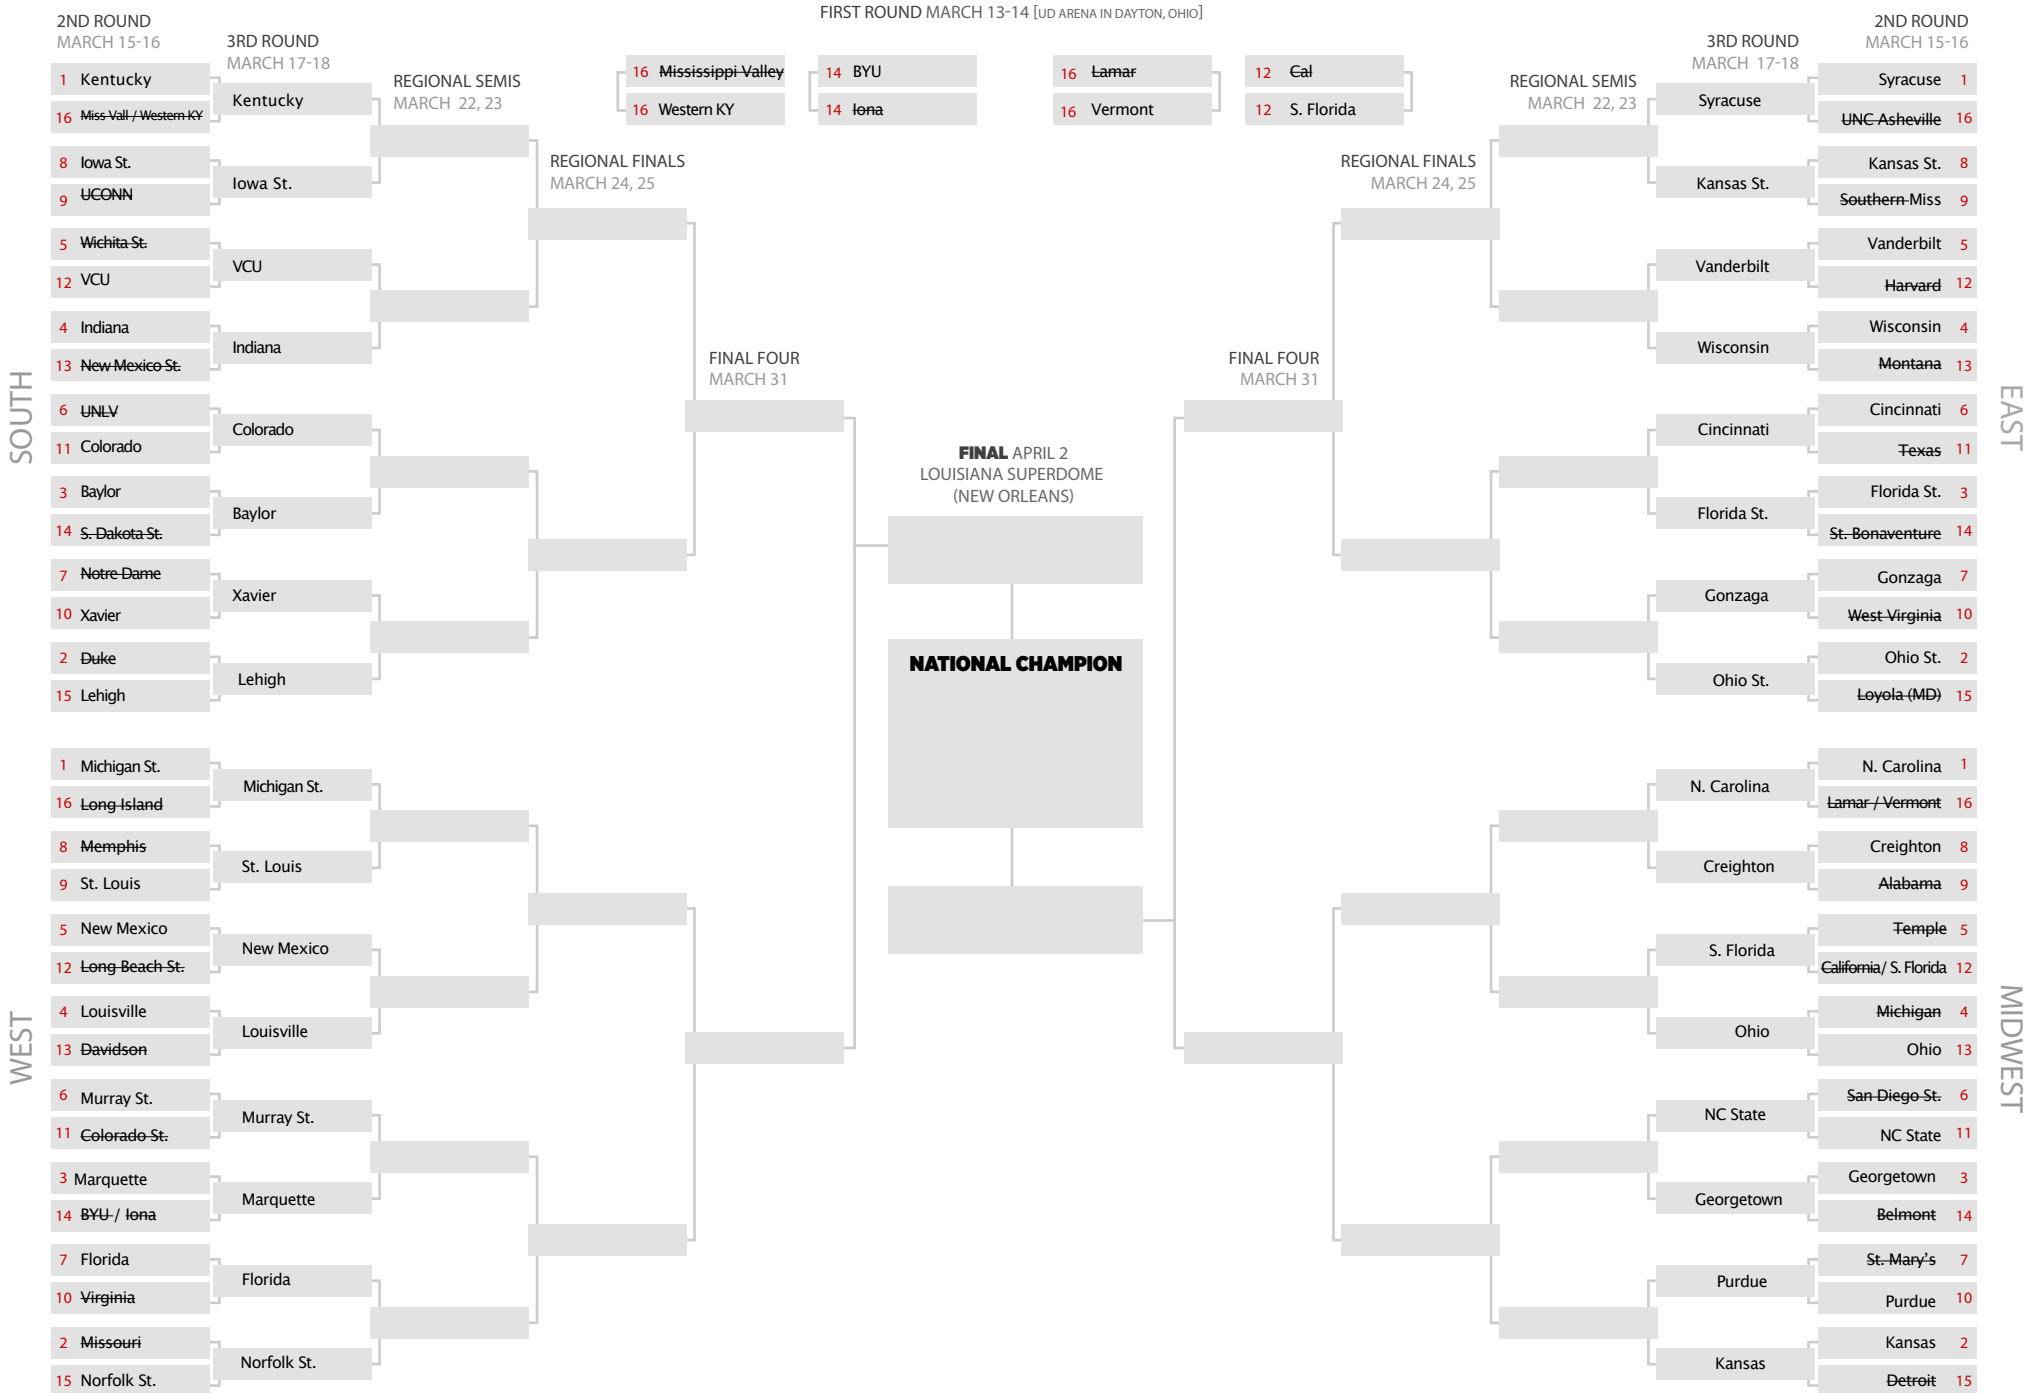 FIRST ROUND MARCH 13-14 [UD ARENA IN DAYTON, OHIO]
16 Mississippi Valley
16 Western KY
14 BYU
14 Iona
16 Lamar
16 Vermont
12 Cal
12 S. Florida
2ND ROUND
MARCH 15-16
3RD ROUND
MARCH 17-18
REGIONAL SEMIS
MARCH 22, 23
REGIONAL FINALS
MARCH 24, 25
FINAL FOUR
MARCH 31
SOUTH
1 Kentucky
16 Miss Vall / Western KY
8 Iowa St.
9 UCONN
5 Wichita St.
12 VCU
4 Indiana
13 New Mexico St.
6 UNLV
11 Colorado
3 Baylor
14 S. Dakota St.
7 Notre Dame
10 Xavier
2 Duke
15 Lehigh
Kentucky
Iowa St.
VCU
Indiana
Colorado
Baylor
Xavier
Lehigh
WEST
1 Michigan St.
16 Long Island
8 Memphis
9 St. Louis
5 New Mexico
12 Long Beach St.
4 Louisville
13 Davidson
6 Murray St.
11 Colorado St.
3 Marquette
14 BYU / Iona
7 Florida
10 Virginia
2 Missouri
15 Norfolk St.
Michigan St.
St. Louis
New Mexico
Louisville
Murray St.
Marquette
Florida
Norfolk St.
FINAL APRIL 2
LOUISIANA SUPERDOME
(NEW ORLEANS)
NATIONAL CHAMPION
FINAL FOUR
MARCH 31
REGIONAL FINALS
MARCH 24, 25
REGIONAL SEMIS
MARCH 22, 23
3RD ROUND
MARCH 17-18
2ND ROUND
MARCH 15-16
EAST
Syracuse
Kansas St.
Vanderbilt
Wisconsin
Cincinnati
Florida St.
Gonzaga
Ohio St.
Syracuse 1
UNC Asheville 16
Kansas St. 8
Southern Miss 9
Vanderbilt 5
Harvard 12
Wisconsin 4
Montana 13
Cincinnati 6
Texas 11
Florida St. 3
St. Bonaventure 14
Gonzaga 7
West Virginia 10
Ohio St. 2
Loyola (MD) 15
MIDWEST
N. Carolina
Creighton
S. Florida
Ohio
NC State
Georgetown
Purdue
Kansas
N. Carolina 1
Lamar / Vermont 16
Creighton 8
Alabama 9
Temple 5
California/ S. Florida 12
Michigan 4
Ohio 13
San Diego St. 6
NC State 11
Georgetown 3
Belmont 14
St. Mary's 7
Purdue 10
Kansas 2
Detroit 15